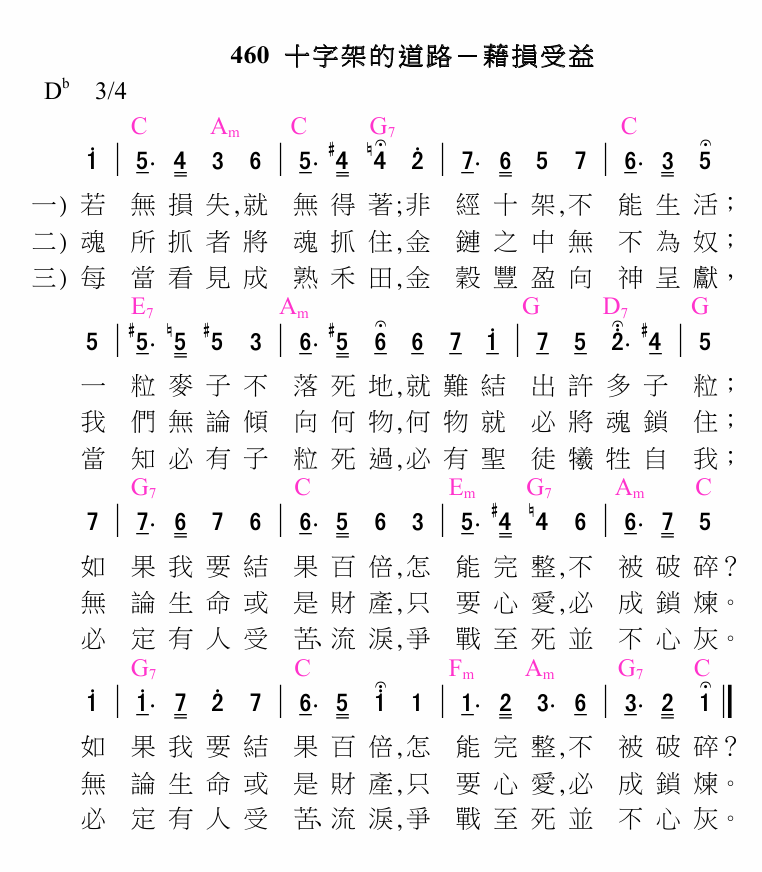 460 十字架的道路－藉損受益
Dᵇ 3/4
C Am C G7 C
i | 5· 4 3 6 | 5· #4 ♮4 2 | 7· 6 5 7 | 6· 3 5
一) 若 無損失,就 無得著;非 經十架,不 能生活;
二) 魂 所抓者將 魂抓住,金 鏈之中無 不為奴;
三) 每 當看見成 熟禾田,金 穀豐盈向 神呈獻,
E7 Am G D7 G
5 | #5· ♮5 #5 3 | 6· #5 6 6 7 i | 7 5 2· #4 | 5
一 粒麥子不 落死地,就難結 出許多子 粒;
我 們無論傾 向何物,何物就 必將魂鎖 住;
當 知必有子 粒死過,必有聖 徒犧牲自 我;
G7 C Em G7 Am C
7 | 7· 6 7 6 | 6· 5 6 3 | 5· #4 ♮4 6 | 6· 7 5
如 果我要結 果百倍,怎 能完整,不 被破碎?
無 論生命或 是財產,只 要心愛,必 成鎖煉。
必 定有人受 苦、流淚,爭 戰至死並 不心灰。
G7 C Fm Am G7 C
i | i· 7 2 7 | 6· 5 i 1 | 1· 2 3· 6 | 3· 2 1
如 果我要結 果百倍,怎 能完整,不 被破碎?
無 論生命或 是財產,只 要心愛,必 成鎖煉。
必 定有人受 苦、流淚,爭 戰至死並 不心灰。